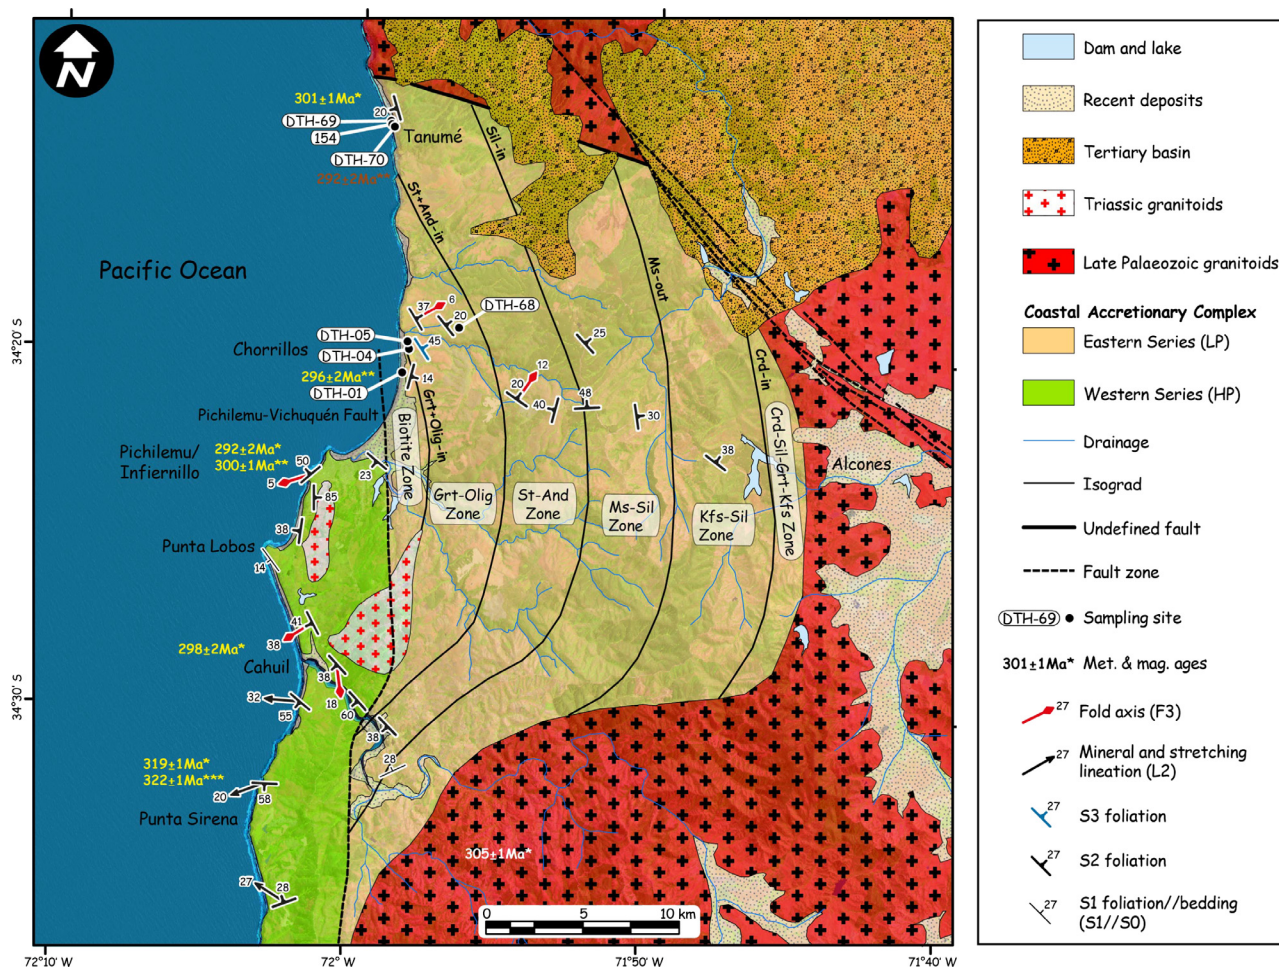 N
301±1Ma*
20
DTH-69
154
Tanumé
DTH-70
292±2Ma**
Sil-in
St+And-in
Ms-out
Pacific Ocean
37
6
20
DTH-68
DTH-05
Chorrillos
DTH-04
45
25
296±2Ma**
14
DTH-01
12
20
40
48
30
Crd-in
Pichilemu-Vichuquén Fault
Grt+Olig-in
Biotite Zone
Pichilemu/
Infiernillo
292±2Ma*
300±1Ma**
50
5
23
85
38
38
Grt-Olig
Zone
St-And
Zone
Ms-Sil
Zone
Kfs-Sil
Zone
Crd-Sil-Grt-Kfs Zone
Alcones
Punta Lobos
14
41
38
298±2Ma*
Cahuil
38
18
32
55
60
38
28
319±1Ma*
322±1Ma***
20
58
Punta Sirena
27
28
305±1Ma*
0 5 10 km
34°20' S
34°30' S
72°10' W
72° W
71°50' W
71°40' W
Dam and lake
Recent deposits
Tertiary basin
Triassic granitoids
Late Palaeozoic granitoids
Coastal Accretionary Complex
Eastern Series (LP)
Western Series (HP)
Drainage
Isograd
Undefined fault
Fault zone
DTH-69 Sampling site
301±1Ma* Met. & mag. ages
27 Fold axis (F3)
27 Mineral and stretching
lineation (L2)
27 S3 foliation
27 S2 foliation
27 S1 foliation//bedding
(S1//S0)